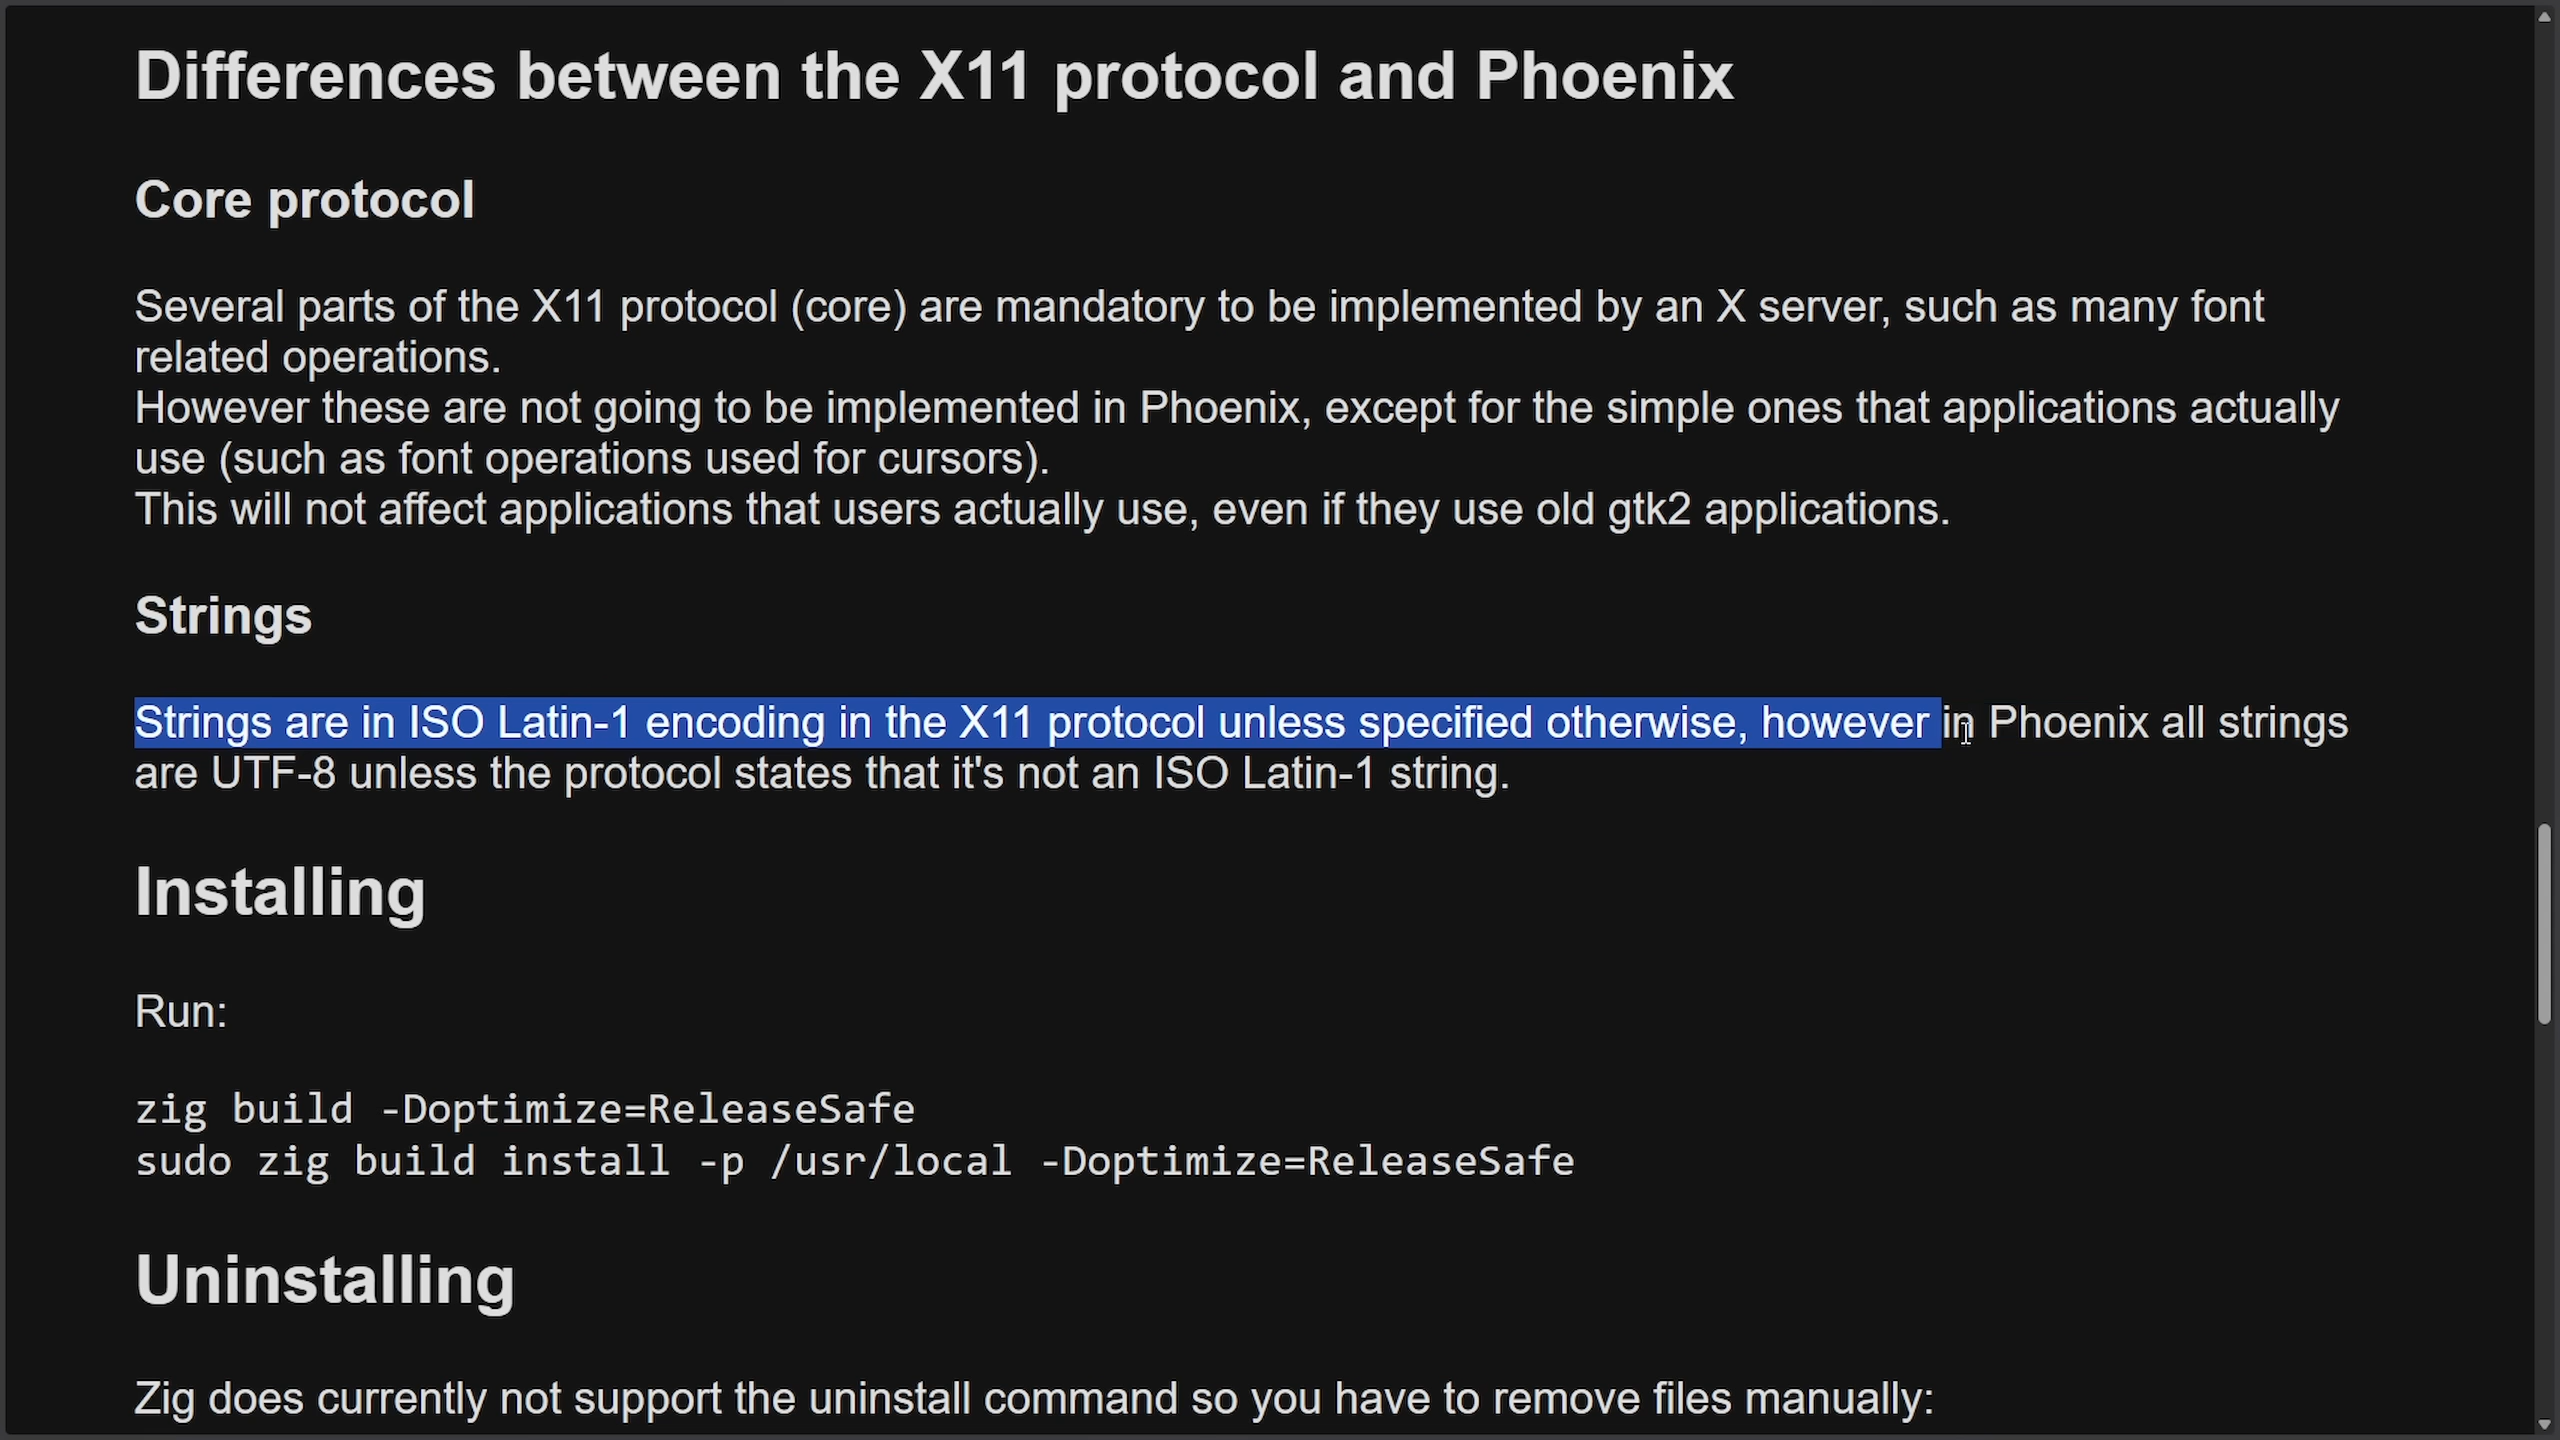 Differences between the X11 protocol and Phoenix
Core protocol
Several parts of the X11 protocol (core) are mandatory to be implemented by an X server, such as many font
related operations.
However these are not going to be implemented in Phoenix, except for the simple ones that applications actually
use (such as font operations used for cursors).
This will not affect applications that users actually use, even if they use old gtk2 applications.
Strings
Strings are in ISO Latin-1 encoding in the X11 protocol unless specified otherwise, however in Phoenix all strings
are UTF-8 unless the protocol states that it's not an ISO Latin-1 string.
Installing
Run:
zig build -Doptimize=ReleaseSafe
sudo zig build install -p /usr/local -Doptimize=ReleaseSafe
Uninstalling
Zig does currently not support the uninstall command so you have to remove files manually: